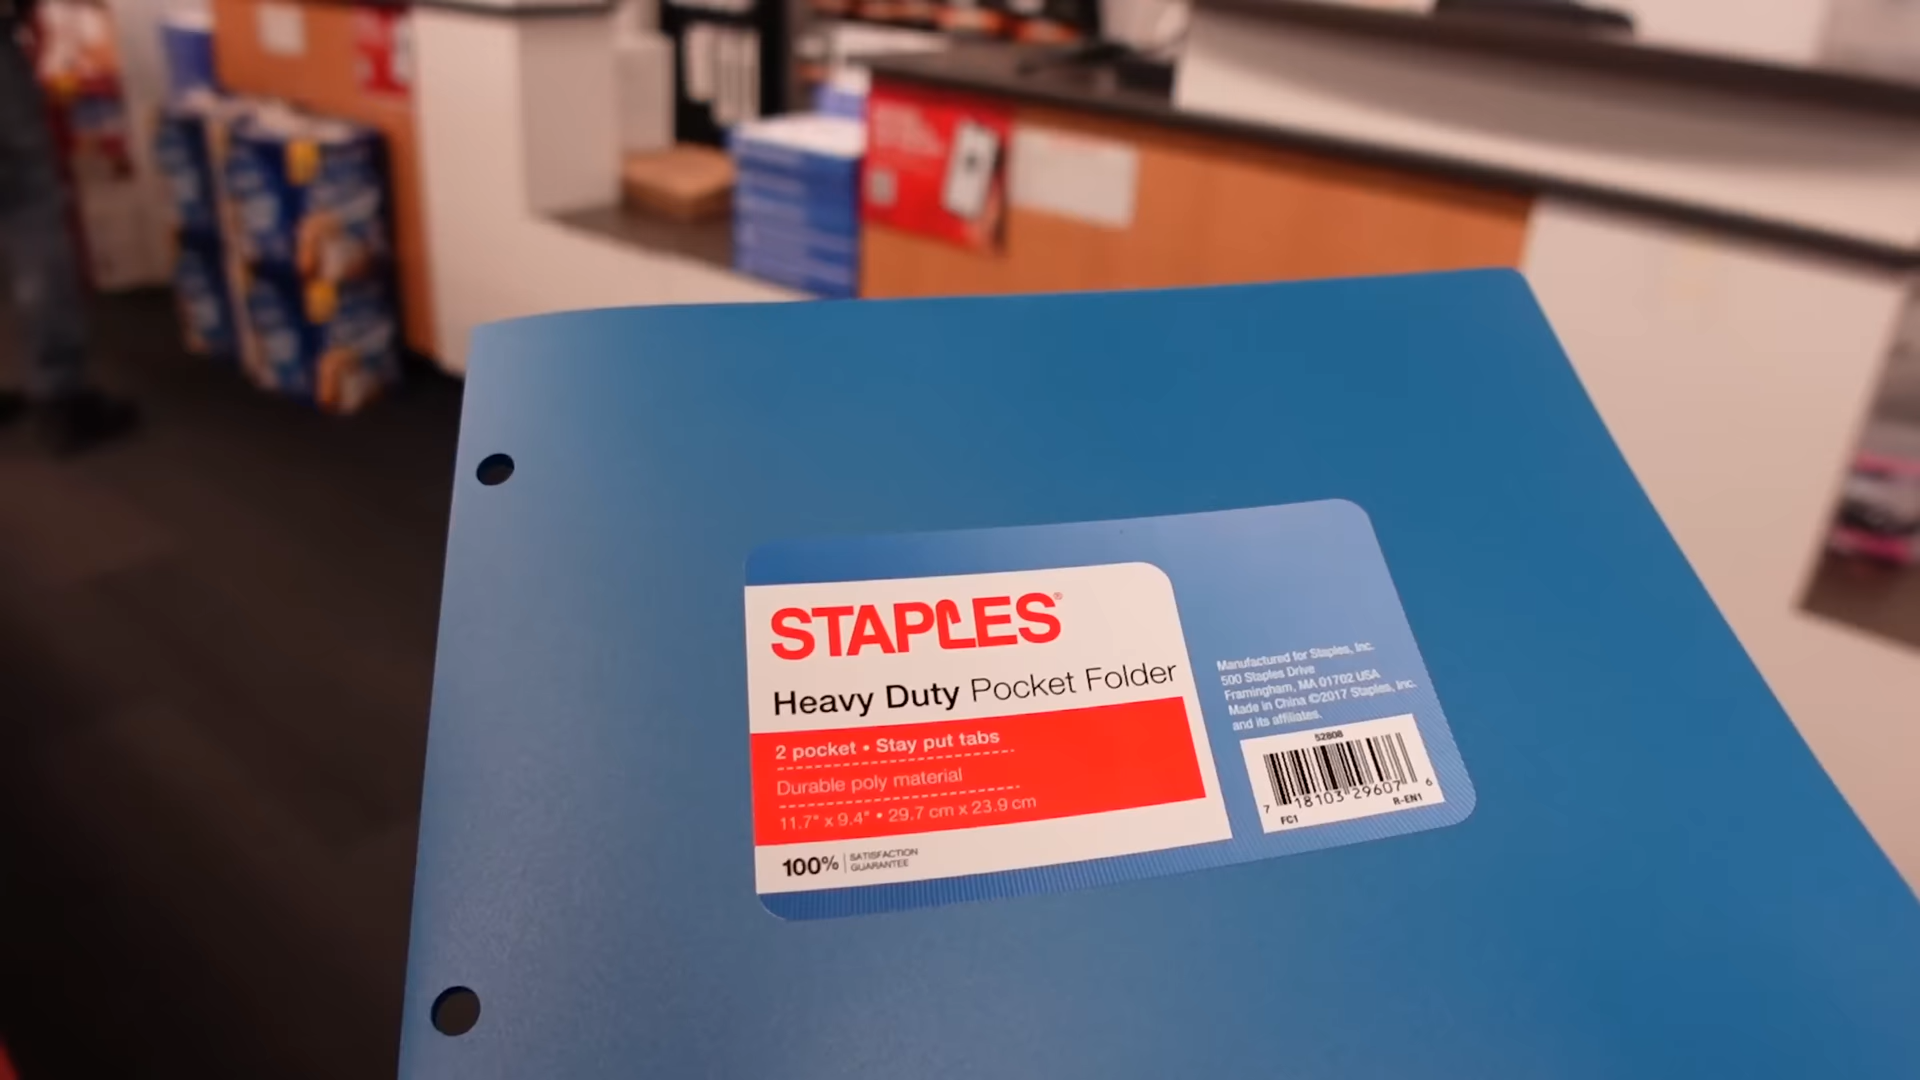 STAPLES®
Heavy Duty Pocket Folder
2 pocket • Stay put tabs
Durable poly material
11.7" x 9.4" • 29.7 cm x 23.9 cm
100% SATISFACTION
GUARANTEE
Manufactured for Staples, Inc.
500 Staples Drive
Framingham, MA 01702 USA
Made in China ©2017 Staples, Inc.
and its affiliates.
52808
7 18103 29607 6
FC1 R-EN1